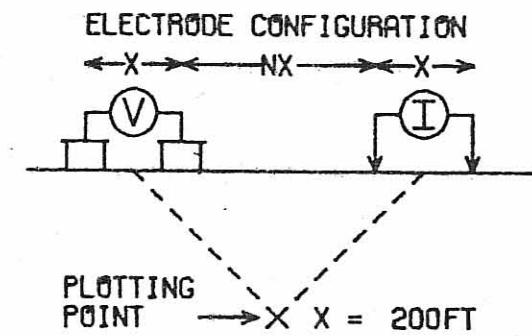 ELECTRODE CONFIGURATION
X NX X
V I
PLOTTING
POINT X X = 200FT